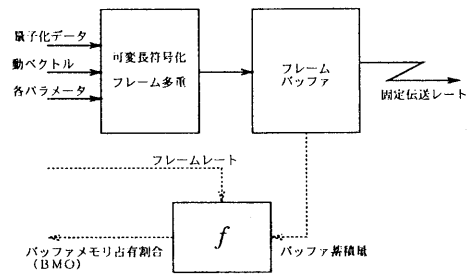 量子化データ
動ベクトル
各パラメータ
可変長符号化
フレーム多重
フレーム
バッファ
固定伝送レート
フレームレート
f
バッファメモリ占有割合
(BMO)
バッファ蓄積量